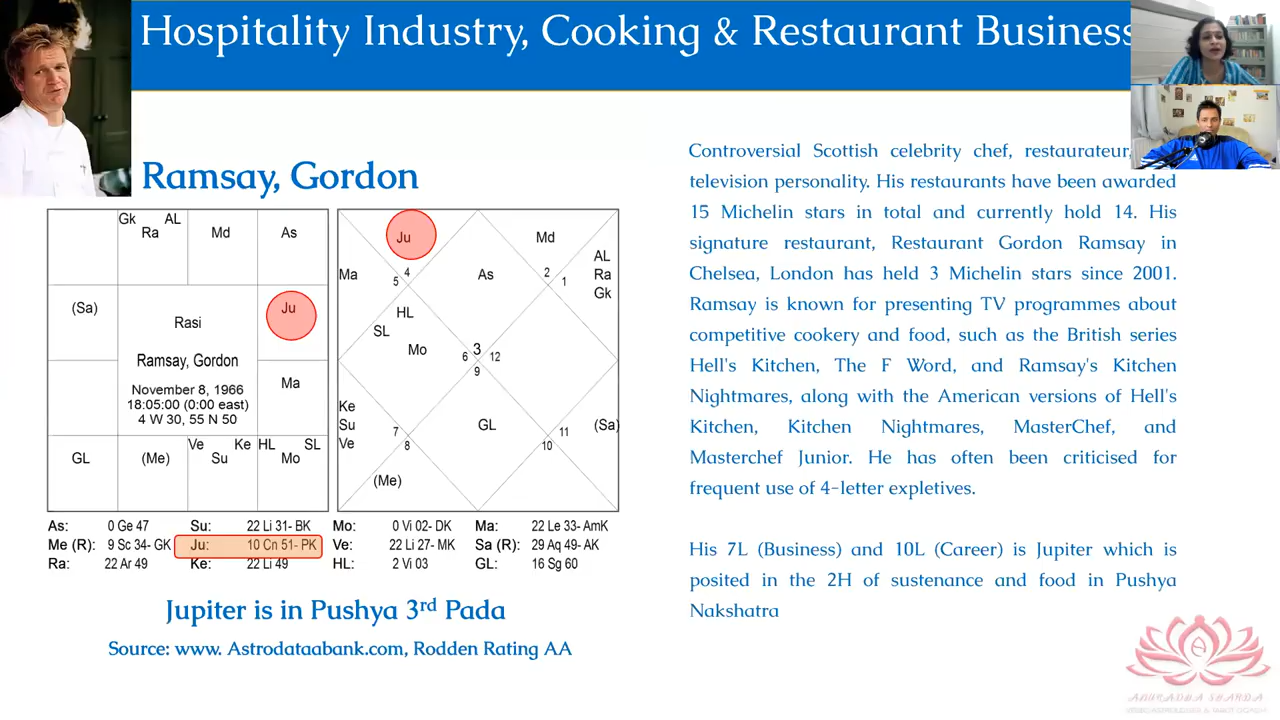 Hospitality Industry, Cooking & Restaurant Business
Ramsay, Gordon
Gk AL
Ra
Md
As
(Sa)
Rasi
Ju
Ramsay, Gordon
November 8, 1966
18:05:00 (0:00 east)
4 W 30, 55 N 50
Ma
GL
(Me)
Ve Ke
Su
HL SL
Mo
Ju
Md
Ma
5
4
As
2
1
AL
Ra
Gk
HL
SL
Mo
3
6
12
9
Ke
Su
Ve
7
8
GL
11
10
(Sa)
(Me)
As: 0 Ge 47 Su: 22 Li 31- BK Mo: 0 Vi 02- DK Ma: 22 Le 33- AmK
Me (R): 9 Sc 34- GK Ju: 10 Cn 51- PK Ve: 22 Li 27- MK Sa (R): 29 Aq 49- AK
Ra: 22 Ar 49 Ke: 22 Li 49 HL: 2 Vi 03 GL: 16 Sg 60
Jupiter is in Pushya 3rd Pada
Source: www. Astrodataabank.com, Rodden Rating AA
Controversial Scottish celebrity chef, restaurateur,
television personality. His restaurants have been awarded
15 Michelin stars in total and currently hold 14. His
signature restaurant, Restaurant Gordon Ramsay in
Chelsea, London has held 3 Michelin stars since 2001.
Ramsay is known for presenting TV programmes about
competitive cookery and food, such as the British series
Hell's Kitchen, The F Word, and Ramsay's Kitchen
Nightmares, along with the American versions of Hell's
Kitchen, Kitchen Nightmares, MasterChef, and
Masterchef Junior. He has often been criticised for
frequent use of 4-letter expletives.
His 7L (Business) and 10L (Career) is Jupiter which is
posited in the 2H of sustenance and food in Pushya
Nakshatra
ANURADHA SHARDA